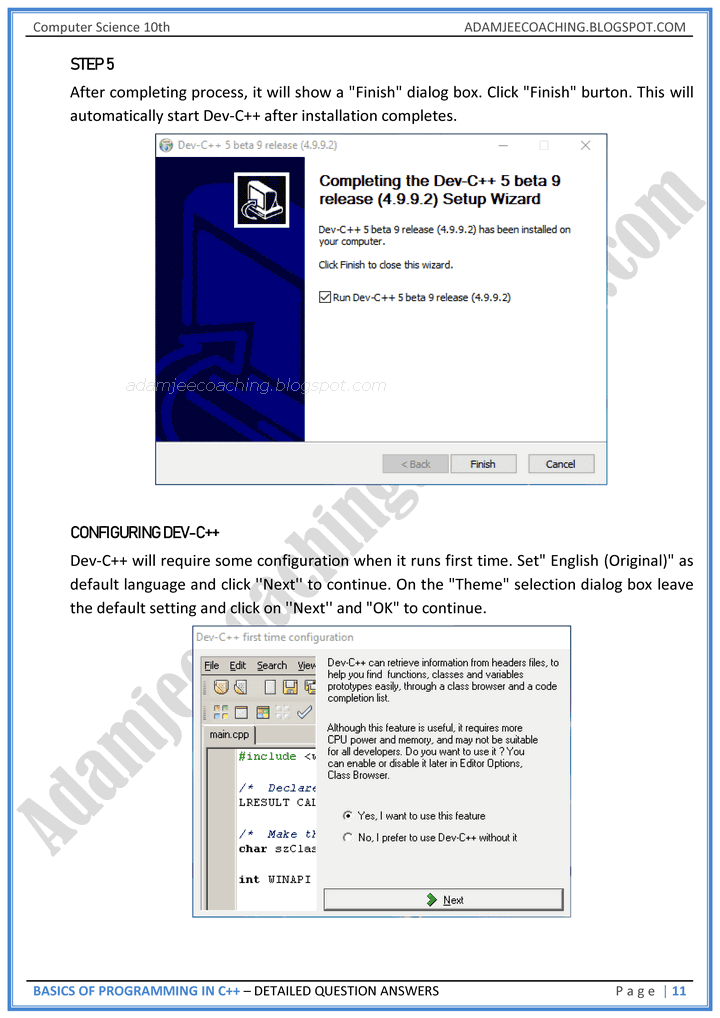 Computer Science 10th ADAMJEECOACHING.BLOGSPOT.COM
STEP 5
After completing process, it will show a "Finish" dialog box. Click "Finish" burton. This will
automatically start Dev-C++ after installation completes.
Dev-C++ 5 beta 9 release (4.9.9.2)
Completing the Dev-C++ 5 beta 9
release (4.9.9.2) Setup Wizard
Dev-C++ 5 beta 9 release (4.9.9.2) has been installed on
your computer.
Click Finish to close this wizard.
Run Dev-C++ 5 beta 9 release (4.9.9.2)
adamjeecoaching.blogspot.com
< Back Finish Cancel
CONFIGURING DEV-C++
Dev-C++ will require some configuration when it runs first time. Set" English (Original)" as
default language and click "Next" to continue. On the "Theme" selection dialog box leave
the default setting and click on "Next" and "OK" to continue.
Dev-C++ first time configuration
File Edit Search View
main.cpp
#include <w
/* Declare
LRESULT CAL
/* Make th
char szClas
int WINAPI
Dev-C++ can retrieve information from headers files, to
help you find functions, classes and variables
prototypes easily, through a class browser and a code
completion list.
Although this feature is useful, it requires more
CPU power and memory, and may not be suitable
for all developers. Do you want to use it ? You
can enable or disable it later in Editor Options,
Class Browser.
Yes, I want to use this feature
No, I prefer to use Dev-C++ without it
Next
BASICS OF PROGRAMMING IN C++ – DETAILED QUESTION ANSWERS Page | 11